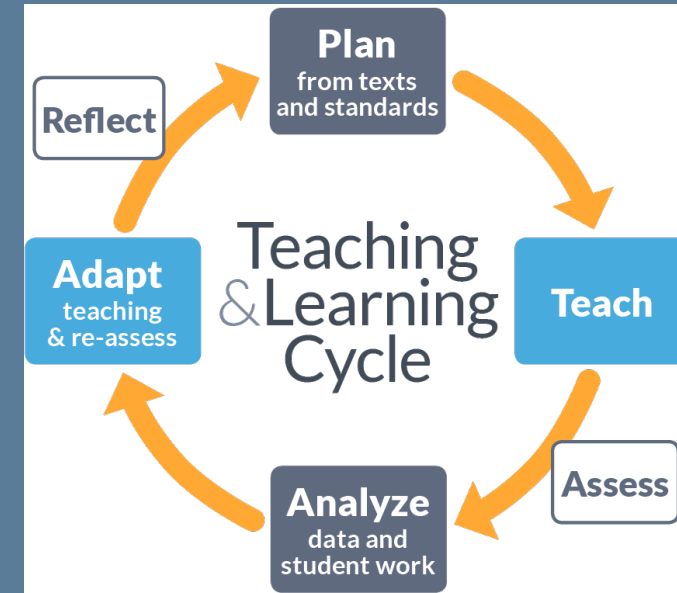 Plan
from texts
and standards
Reflect
Teaching
&Learning
Cycle
Adapt
teaching
& re-assess
Teach
Assess
Analyze
data and
student work